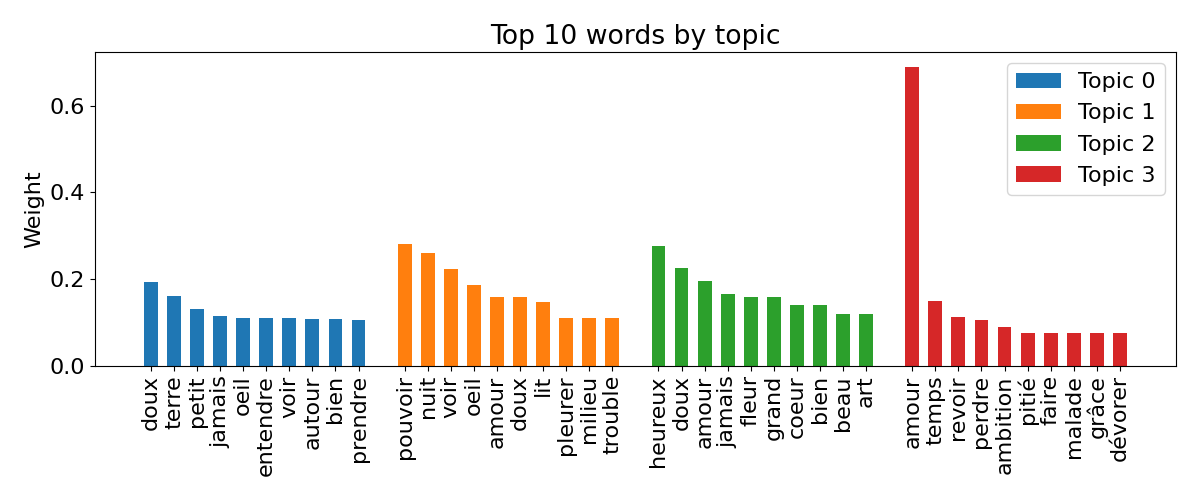 Top 10 words by topic
Weight
0.6
0.4
0.2
0.0
Topic 0
Topic 1
Topic 2
Topic 3
doux
terre
petit
jamais
oeil
entendre
voir
autour
bien
prendre
pouvoir
nuit
voir
oeil
amour
doux
lit
pleurer
milieu
trouble
heureux
doux
amour
jamais
fleur
grand
coeur
bien
beau
art
amour
temps
revoir
perdre
ambition
pitié
faire
malade
grâce
dévorer